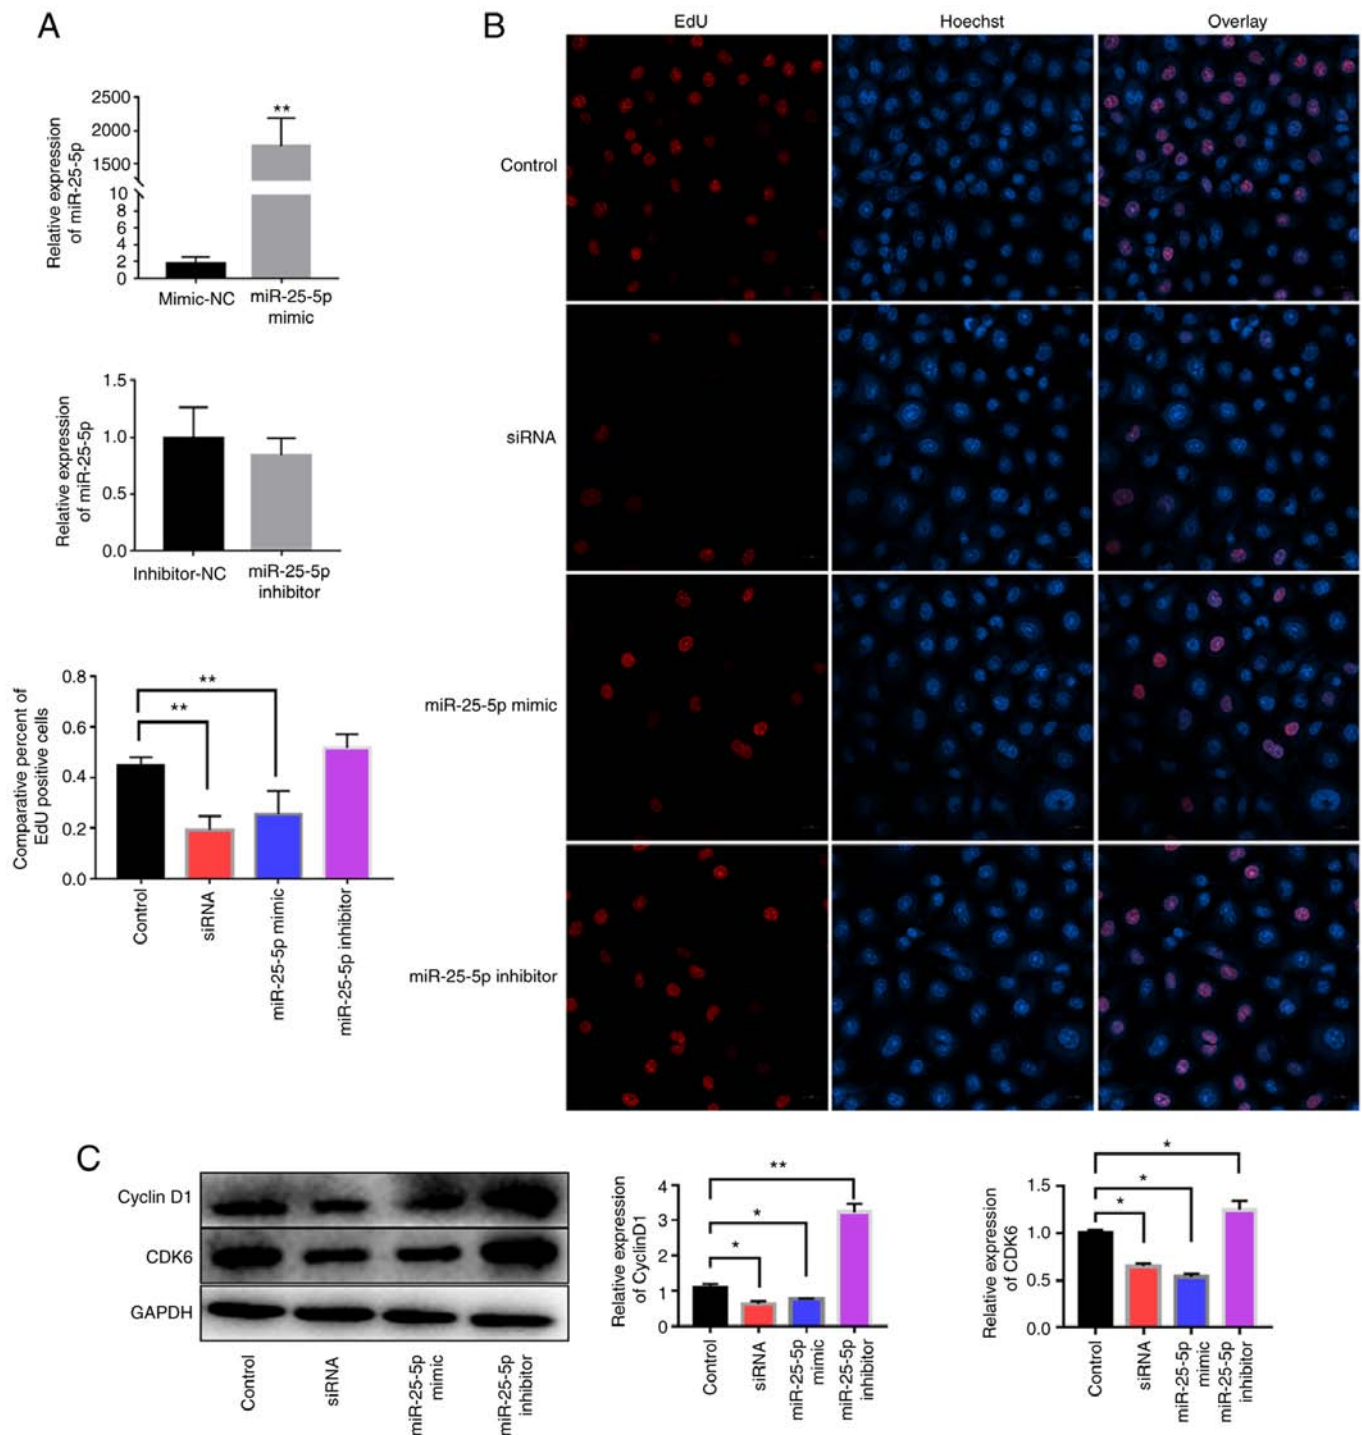 A
2500
2000
1500
10
8
6
4
2
0
Relative expression
of miR-25-5p
**
Mimic-NC
miR-25-5p
mimic
1.5
1.0
0.5
0.0
Relative expression
of miR-25-5p
Inhibitor-NC
miR-25-5p
inhibitor
0.8
0.6
0.4
0.2
0.0
Comparative percent of
EdU positive cells
**
**
Control
siRNA
miR-25-5p mimic
miR-25-5p inhibitor
B
EdU
Hoechst
Overlay
Control
siRNA
miR-25-5p mimic
miR-25-5p inhibitor
C
Cyclin D1
CDK6
GAPDH
Control
siRNA
miR-25-5p
mimic
miR-25-5p
inhibitor
4
3
2
1
0
Relative expression
of CyclinD1
**
*
*
Control
siRNA
miR-25-5p
mimic
miR-25-5p
inhibitor
1.5
1.0
0.5
0.0
Relative expression
of CDK6
*
*
*
Control
siRNA
miR-25-5p
mimic
miR-25-5p
inhibitor